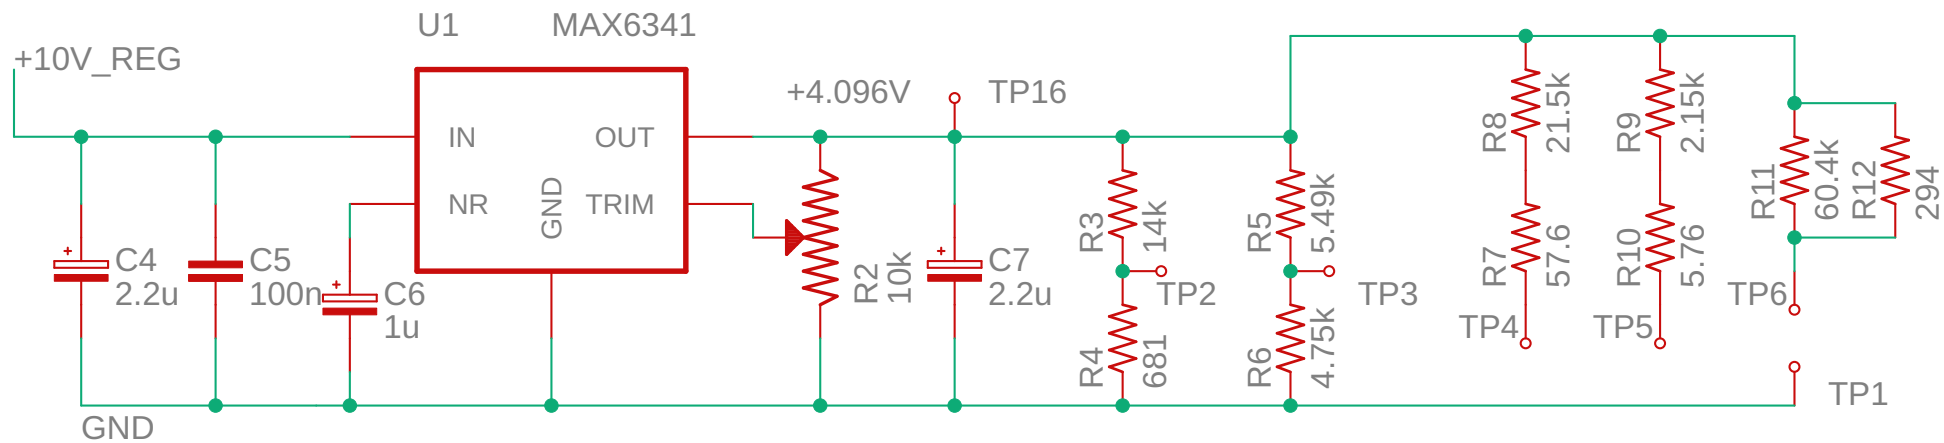 U1
MAX6341
+10V_REG
+4.096V
TP16
IN
OUT
NR
GND
TRIM
C4
2.2u
C5
100n
C6
1u
R2
10k
C7
2.2u
R3
14k
TP2
R4
681
R5
5.49k
TP3
R6
4.75k
R8
21.5k
R7
57.6
TP4
R9
2.15k
R10
5.76
TP5
R11
60.4k
R12
294
TP6
TP1
GND
+
+
+